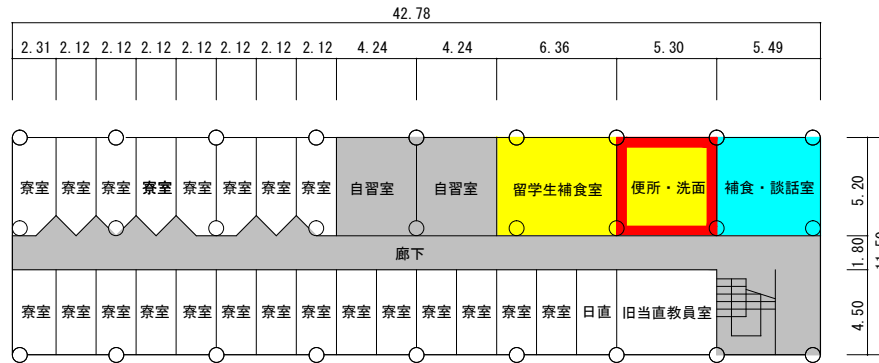 42.78
2.31 2.12 2.12 2.12 2.12 2.12 2.12 2.12 4.24 4.24 6.36 5.30 5.49
寮室 寮室 寮室 寮室 寮室 寮室 寮室 寮室 自習室 自習室 留学生補食室 便所・洗面 補食・談話室
5.20
廊下
1.80
寮室 寮室 寮室 寮室 寮室 寮室 寮室 寮室 寮室 寮室 寮室 寮室 寮室 寮室 日直 旧当直教員室
4.50